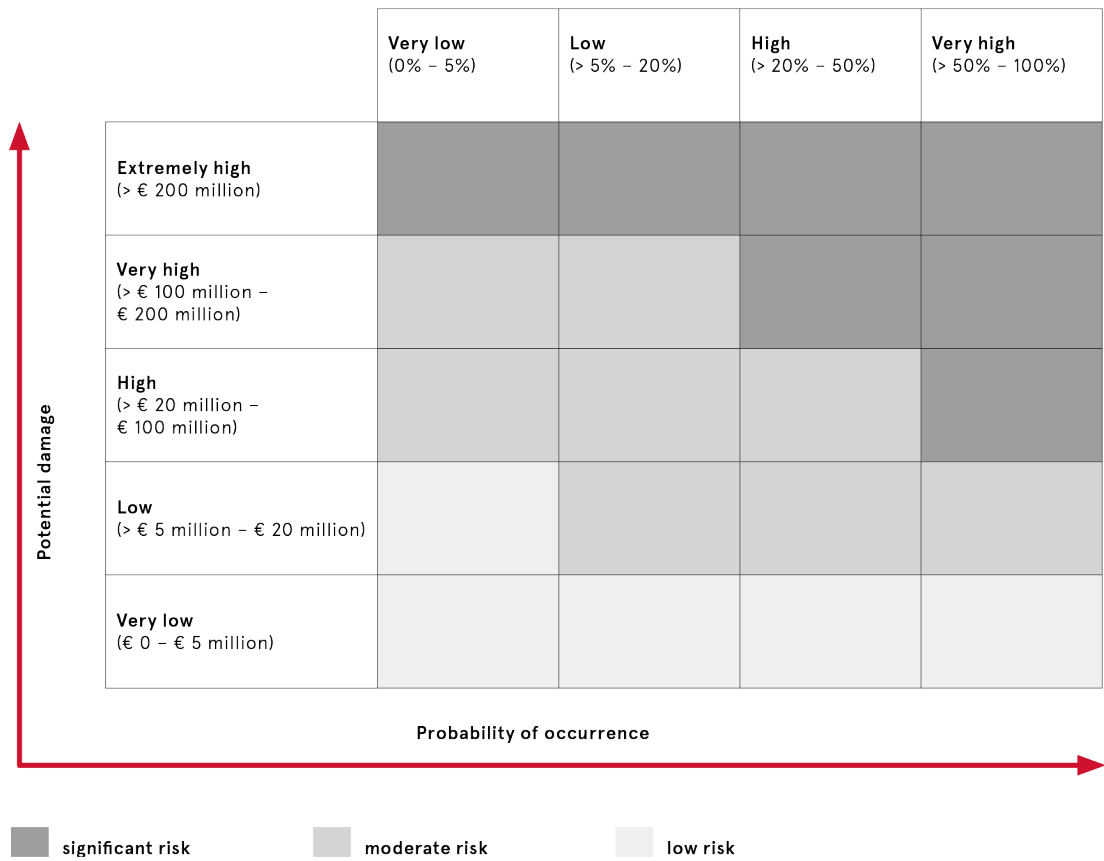 Very low
(0% – 5%)
Low
(> 5% – 20%)
High
(> 20% – 50%)
Very high
(> 50% – 100%)
Extremely high
(> € 200 million)
Very high
(> € 100 million –
€ 200 million)
High
(> € 20 million –
€ 100 million)
Low
(> € 5 million – € 20 million)
Very low
(€ 0 – € 5 million)
Potential damage
Probability of occurrence
significant risk
moderate risk
low risk